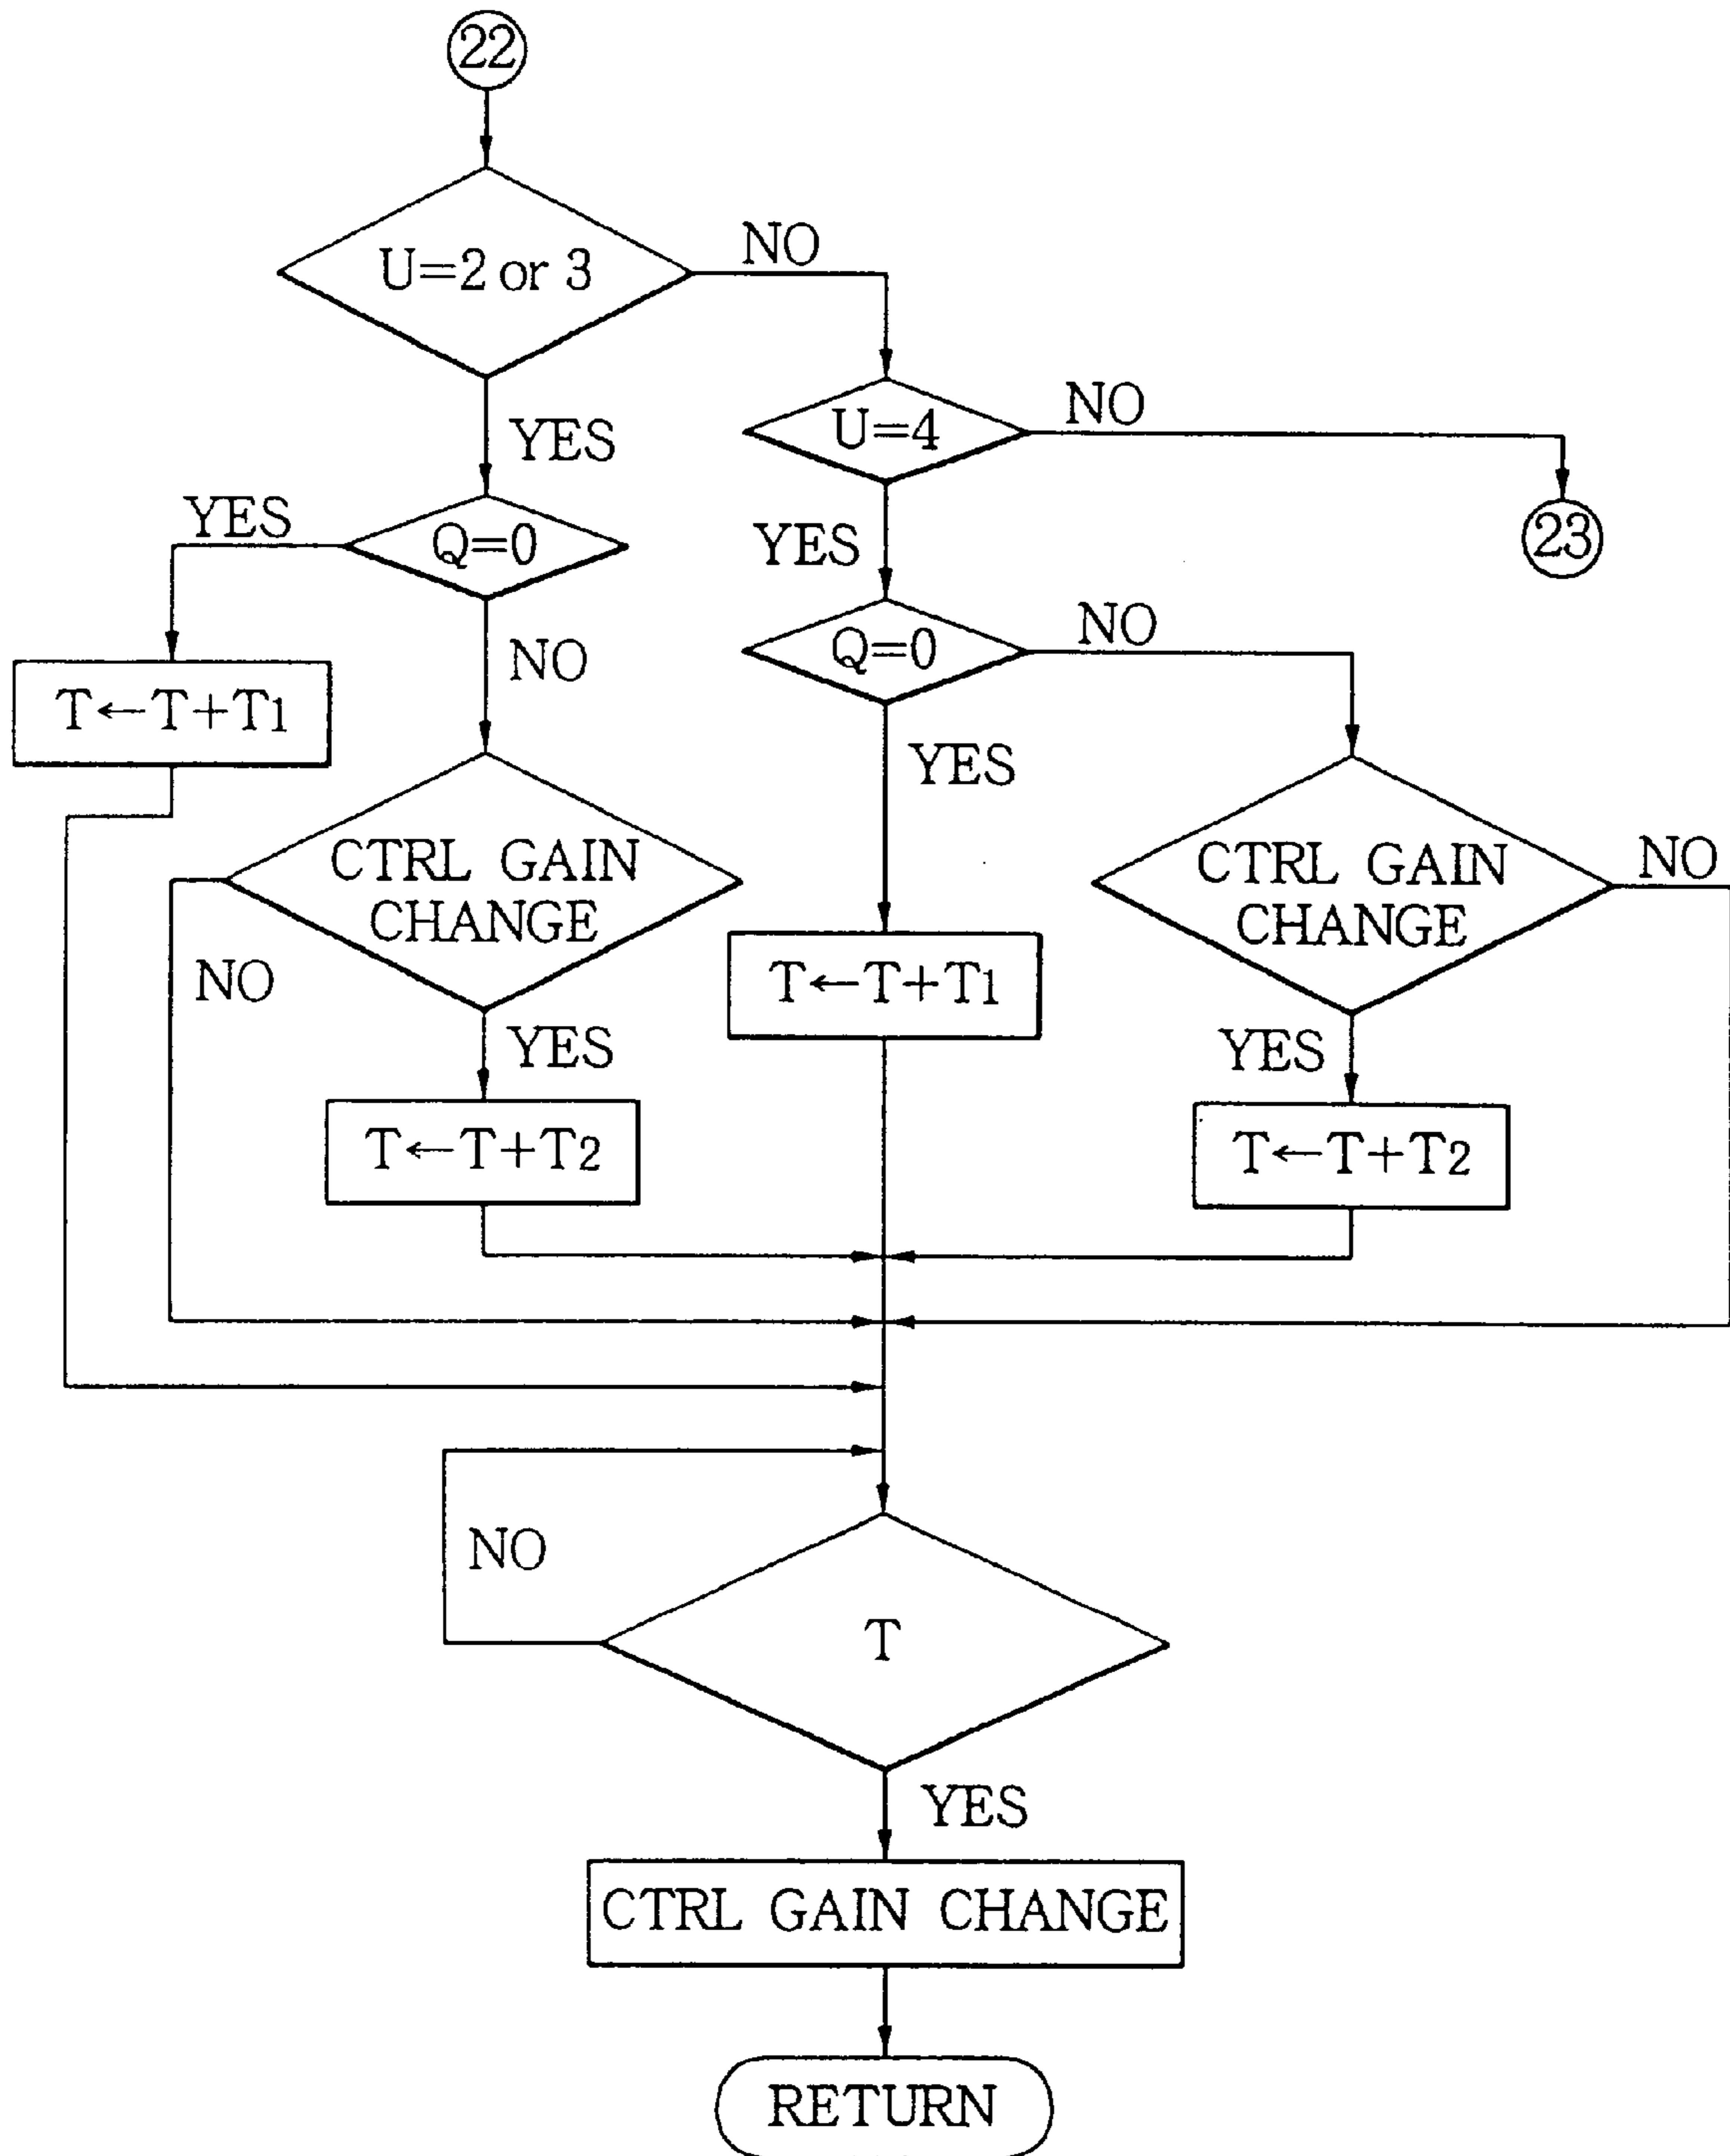 22
U=2 or 3
NO
U=4
NO
YES
YES
Q=0
YES
23
NO
Q=0
NO
T←T+T1
YES
CTRL GAIN
CHANGE
NO
CTRL GAIN
CHANGE
NO
T←T+T1
YES
YES
T←T+T2
T←T+T2
NO
T
YES
CTRL GAIN CHANGE
RETURN